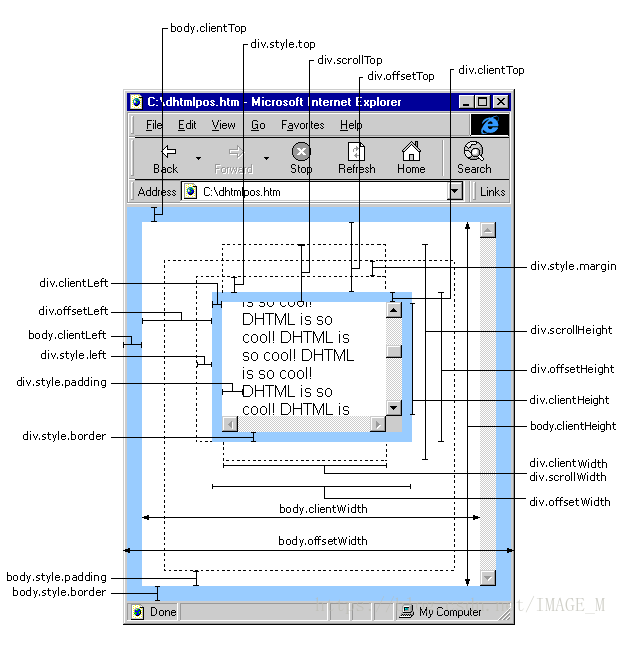 body.clientTop
div.style.top
div.scrollTop
div.offsetTop
div.clientTop
C:\dhtmlpos.htm - Microsoft Internet Explorer
File Edit View Go Favorites Help
Back Forward Stop Refresh Home Search
Address C:\dhtmlpos.htm Links
div.style.margin
div.clientLeft
div.offsetLeft
body.clientLeft
div.style.left
div.style.padding
div.style.border
is so cool!
DHTML is so
cool! DHTML is
so cool! DHTML
is so cool!
DHTML is so
cool! DHTML is
div.scrollHeight
div.offsetHeight
div.clientHeight
body.clientHeight
div.clientWidth
div.scrollWidth
div.offsetWidth
body.clientWidth
body.offsetWidth
body.style.padding
body.style.border
Done My Computer